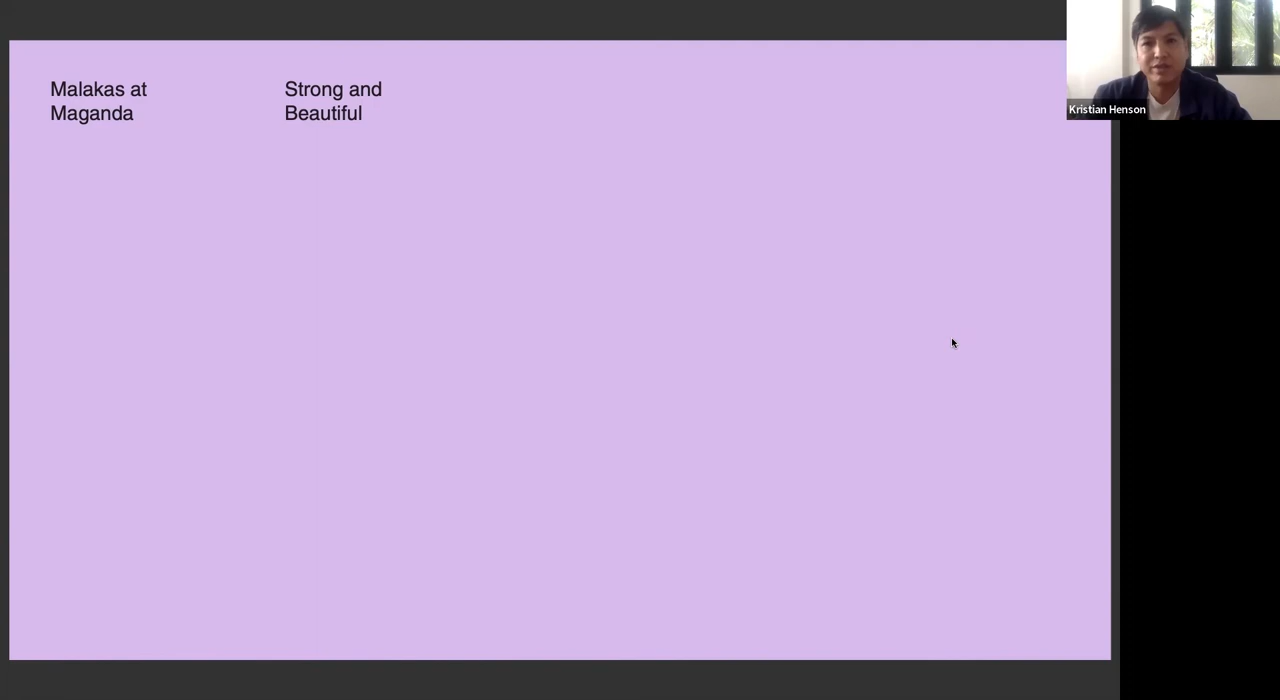 Malakas at
Maganda
Strong and
Beautiful
Kristian Henson